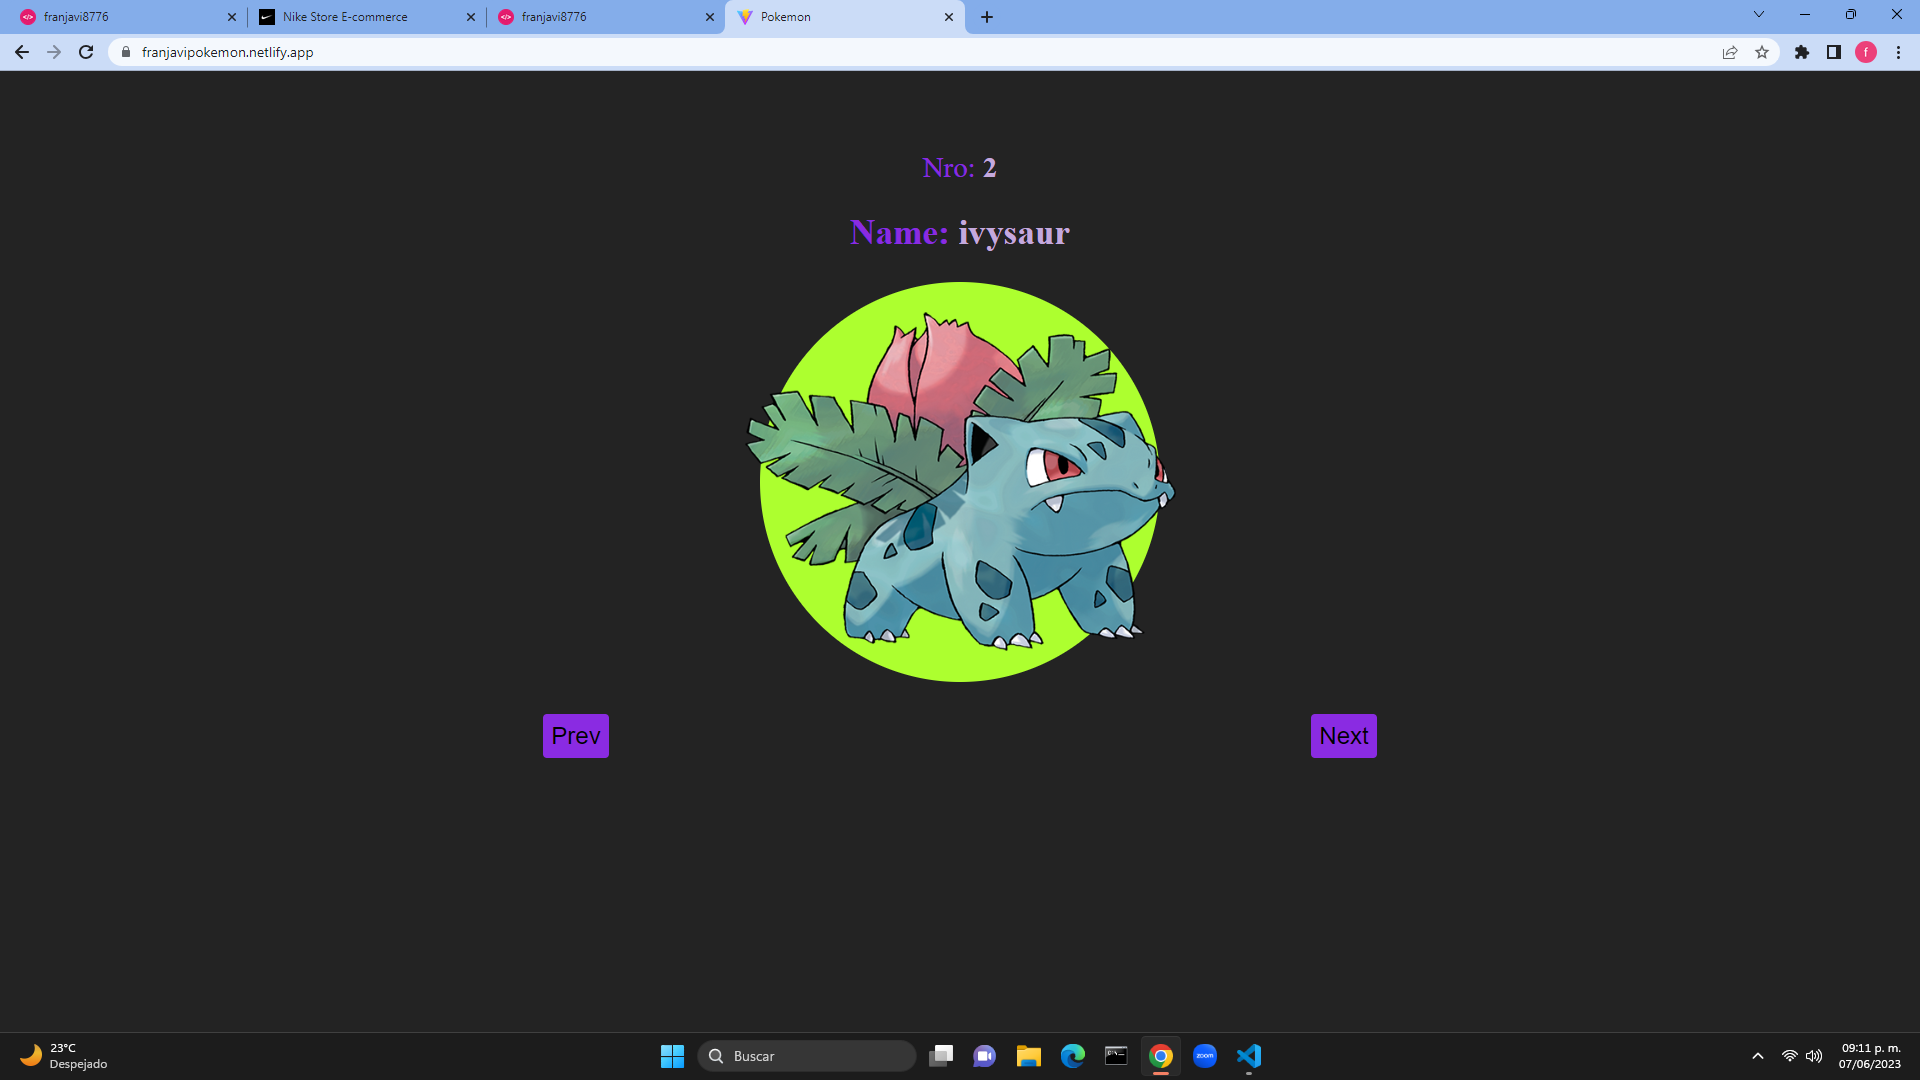 franjavi8776
Nike Store E-commerce
franjavi8776
Pokemon
franjavipokemon.netlify.app
f
Nro: 2
Name: ivysaur
Prev
Next
23°C
Despejado
Buscar
zoom
09:11 p. m.
07/06/2023